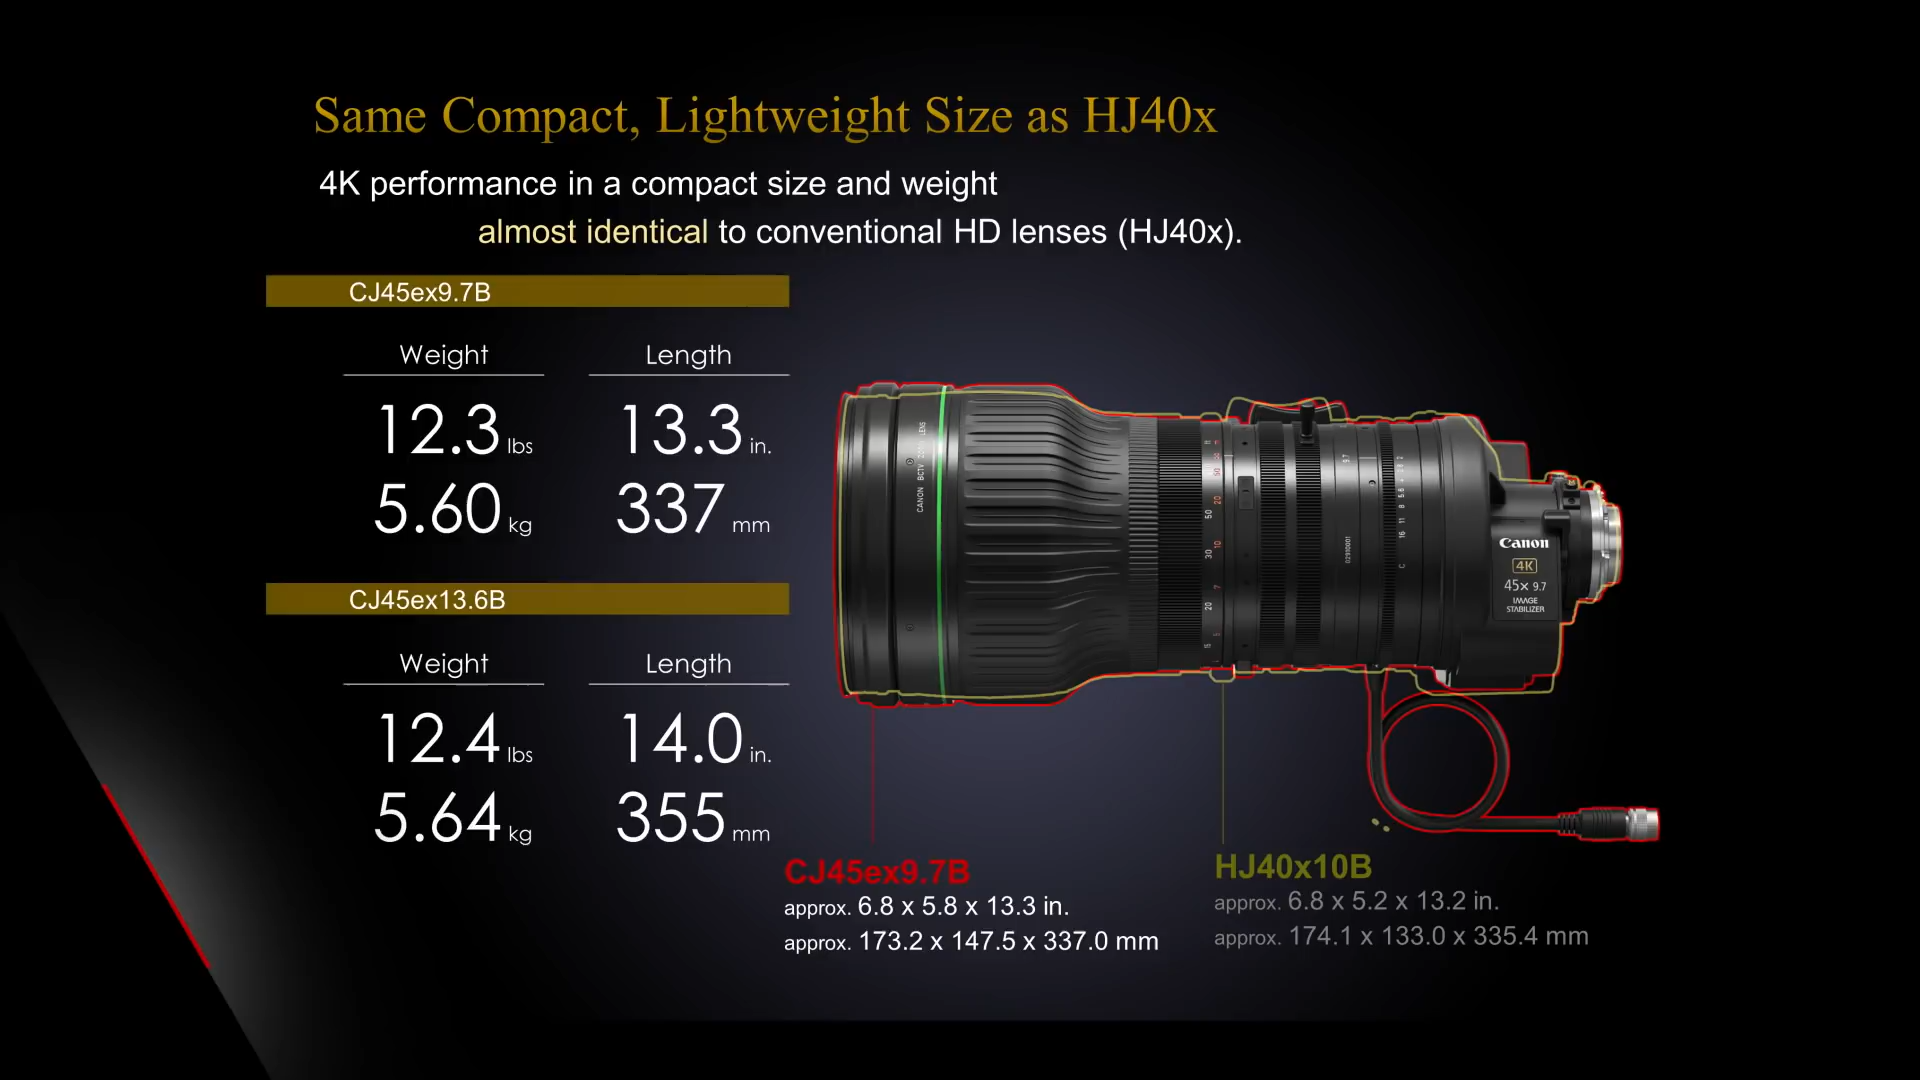 Same Compact, Lightweight Size as HJ40x
4K performance in a compact size and weight
almost identical to conventional HD lenses (HJ40x).
CJ45ex9.7B
Weight Length
12.3 lbs 13.3 in.
5.60 kg 337 mm
CJ45ex13.6B
Weight Length
12.4 lbs 14.0 in.
5.64 kg 355 mm
CANON BCTV ZOOM LENS
Canon
4K
45x 9.7
IMAGE
STABILIZER
CJ45ex9.7B
approx. 6.8 x 5.8 x 13.3 in.
approx. 173.2 x 147.5 x 337.0 mm
HJ40x10B
approx. 6.8 x 5.2 x 13.2 in.
approx. 174.1 x 133.0 x 335.4 mm